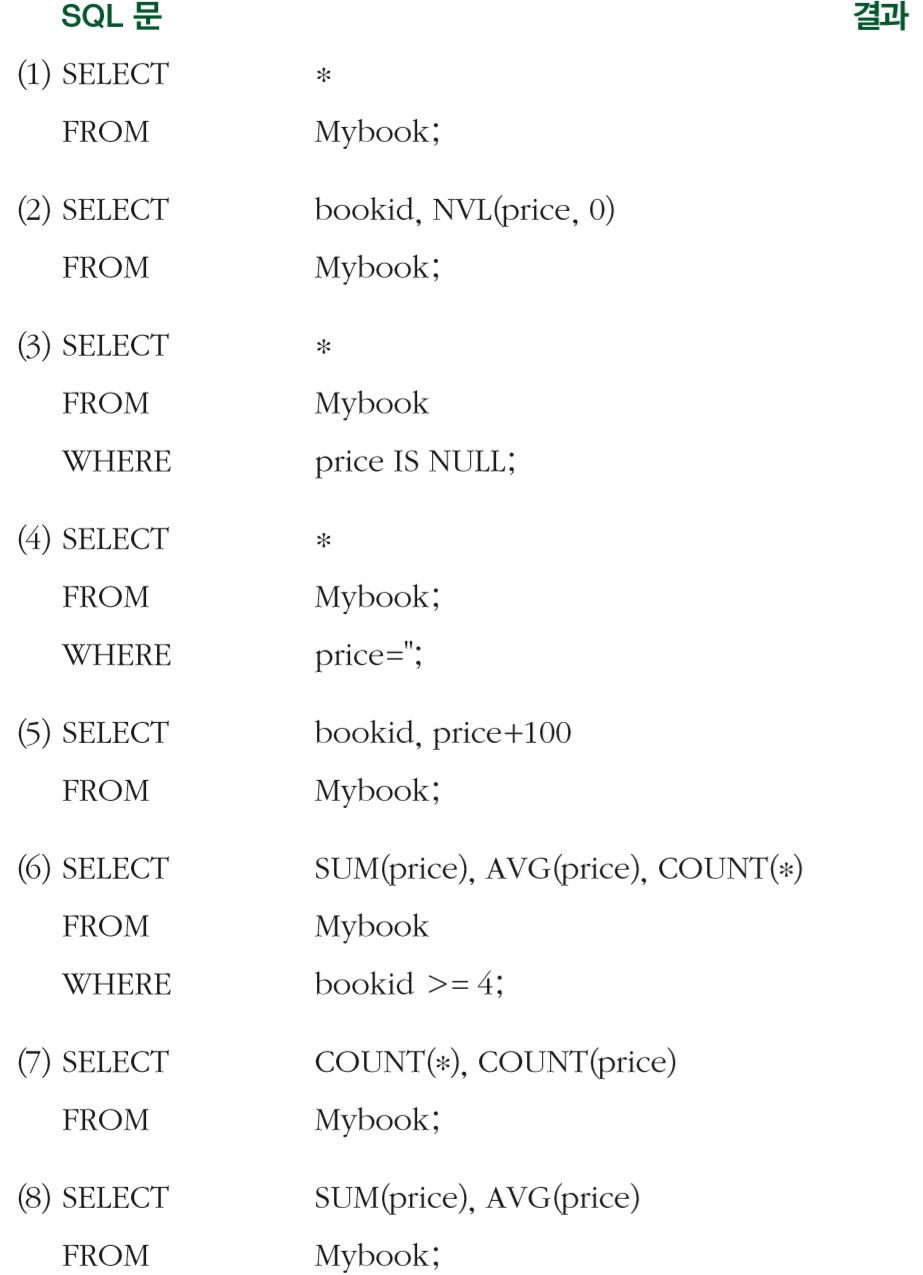 SQL 문 결과
(1) SELECT *
FROM Mybook;
(2) SELECT bookid, NVL(price, 0)
FROM Mybook;
(3) SELECT *
FROM Mybook
WHERE price IS NULL;
(4) SELECT *
FROM Mybook;
WHERE price='';
(5) SELECT bookid, price+100
FROM Mybook;
(6) SELECT SUM(price), AVG(price), COUNT(*)
FROM Mybook
WHERE bookid >= 4;
(7) SELECT COUNT(*), COUNT(price)
FROM Mybook;
(8) SELECT SUM(price), AVG(price)
FROM Mybook;